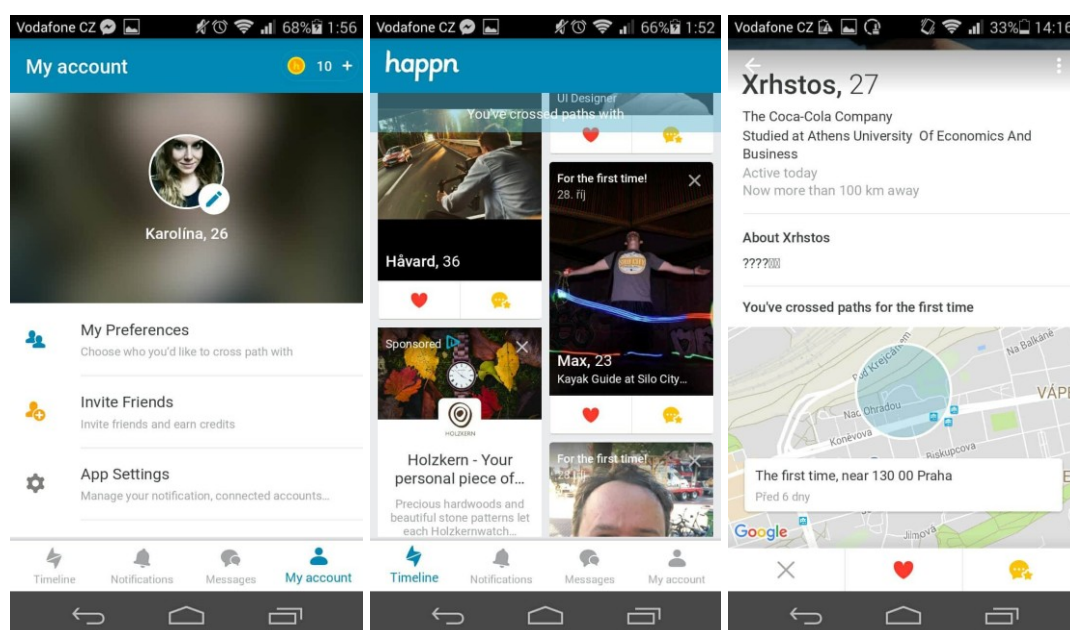 Vodafone CZ 68% 1:56
My account
10 +
Karolína, 26
My Preferences
Choose who you'd like to cross path with
Invite Friends
Invite friends and earn credits
App Settings
Manage your notification, connected accounts...
Timeline Notifications Messages My account
Vodafone CZ 66% 1:52
happn
You've crossed paths with
Håvard, 36
Sponsored
HOLZKERN
Holzkern - Your
personal piece of...
Precious hardwoods and
beautiful stone patterns let
each Holzkernwatch...
UI Designer
For the first time!
28. říj
Max, 23
Kayak Guide at Silo City...
For the first time!
28. říj
Timeline Notifications Messages My account
Vodafone CZ 33% 14:16
Xrhstos, 27
The Coca-Cola Company
Studied at Athens University Of Economics And
Business
Active today
Now more than 100 km away
About Xrhstos
????
You've crossed paths for the first time
Pod Krejcárkem
Na Balkáně
VÁPE
Nad Ohradou
Koněvova
Biskupcova
The first time, near 130 00 Praha
Před 6 dny
Google
Jilmová